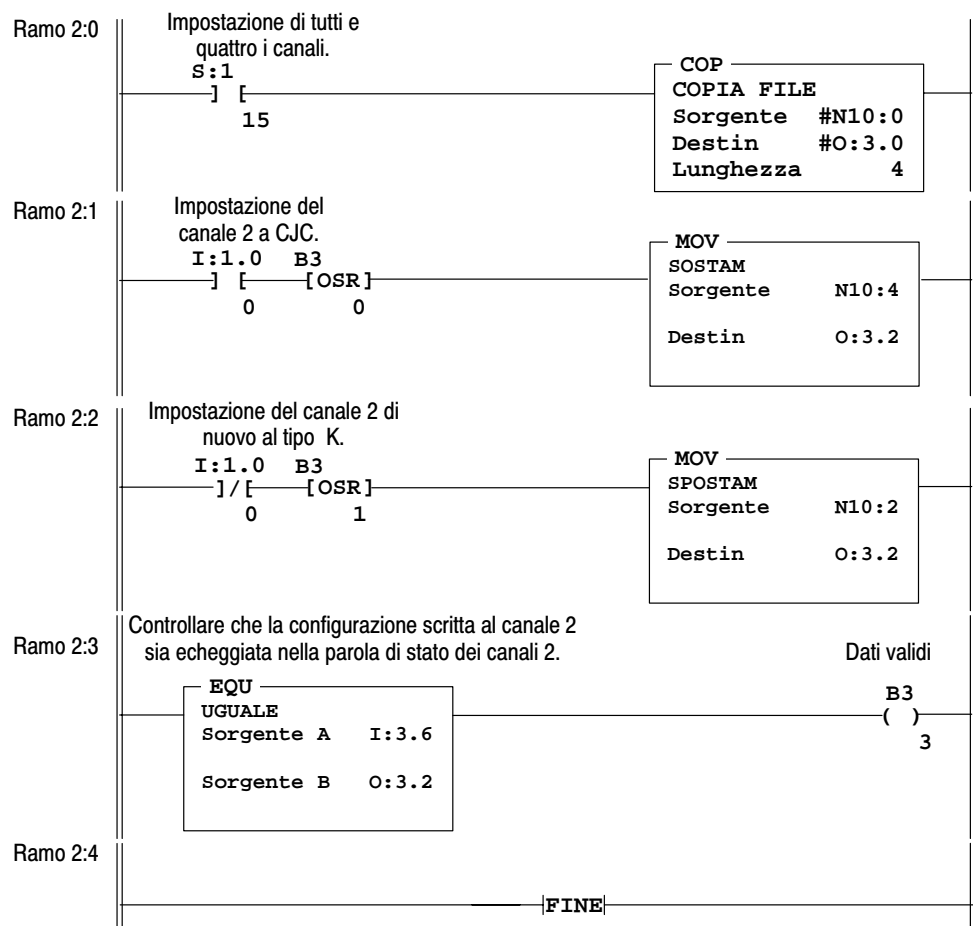 Ramo 2:0
Impostazione di tutti e
quattro i canali.
S:1
] [
15
COP
COPIA FILE
Sorgente #N10:0
Destin #O:3.0
Lunghezza 4
Ramo 2:1
Impostazione del
canale 2 a CJC.
I:1.0 B3
] [ [OSR]
0 0
MOV
SOSTAM
Sorgente N10:4
Destin O:3.2
Ramo 2:2
Impostazione del canale 2 di
nuovo al tipo K.
I:1.0 B3
]/[ [OSR]
0 1
MOV
SPOSTAM
Sorgente N10:2
Destin O:3.2
Ramo 2:3
Controllare che la configurazione scritta al canale 2
sia echeggiata nella parola di stato dei canali 2.
Dati validi
EQU
UGUALE
Sorgente A I:3.6
Sorgente B O:3.2
B3
( )
3
Ramo 2:4
FINE